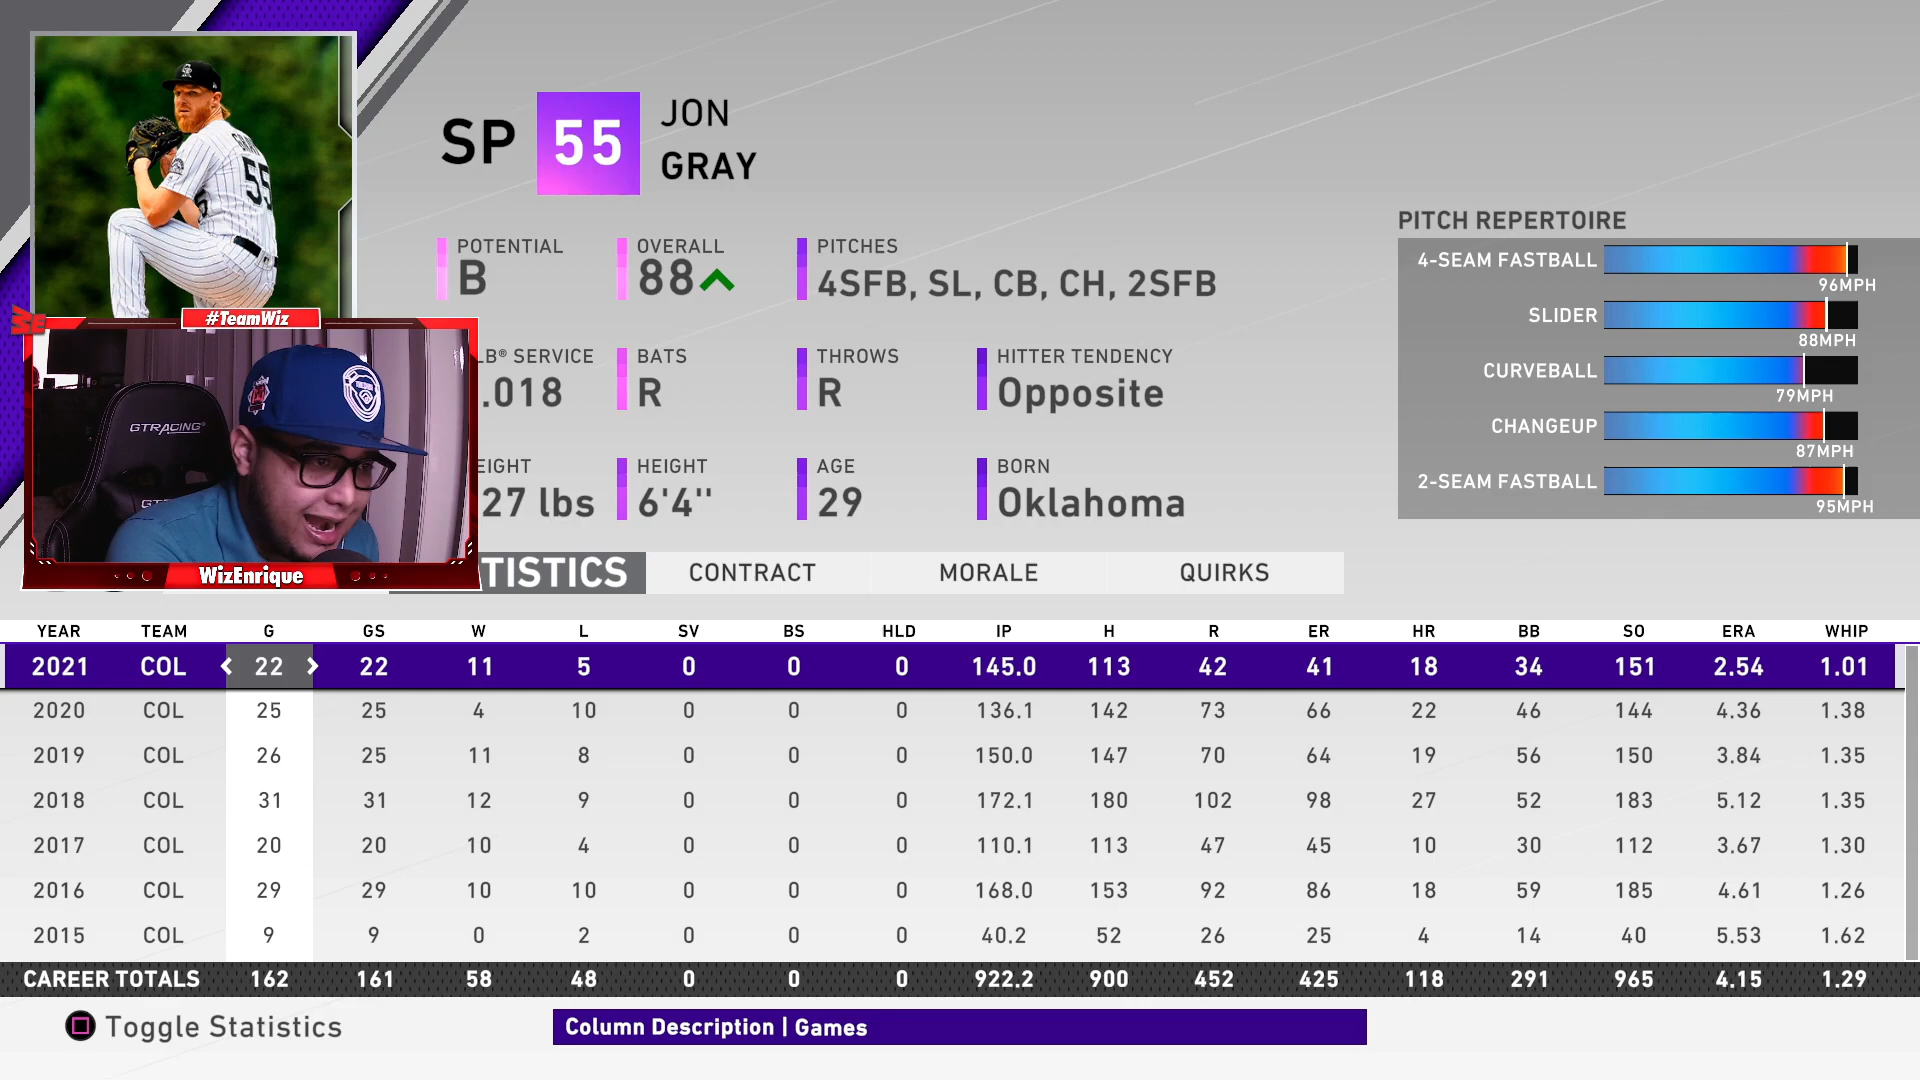 SP 55 JON GRAY
55
POTENTIAL OVERALL PITCHES
B 88 4SFB, SL, CB, CH, 2SFB
#TeamWiz
LB® SERVICE BATS THROWS HITTER TENDENCY
.018 R R Opposite
GTRACING
EIGHT HEIGHT AGE BORN
27 lbs 6'4" 29 Oklahoma
WizEnrique
PITCH REPERTOIRE
4-SEAM FASTBALL
96MPH
SLIDER
88MPH
CURVEBALL
79MPH
CHANGEUP
87MPH
2-SEAM FASTBALL
95MPH
TISTICS CONTRACT MORALE QUIRKS
YEAR TEAM G GS W L SV BS HLD IP H R ER HR BB SO ERA WHIP
2021 COL 22 22 11 5 0 0 0 145.0 113 42 41 18 34 151 2.54 1.01
2020 COL 25 25 4 10 0 0 0 136.1 142 73 66 22 46 144 4.36 1.38
2019 COL 26 25 11 8 0 0 0 150.0 147 70 64 19 56 150 3.84 1.35
2018 COL 31 31 12 9 0 0 0 172.1 180 102 98 27 52 183 5.12 1.35
2017 COL 20 20 10 4 0 0 0 110.1 113 47 45 10 30 112 3.67 1.30
2016 COL 29 29 10 10 0 0 0 168.0 153 92 86 18 59 185 4.61 1.26
2015 COL 9 9 0 2 0 0 0 40.2 52 26 25 4 14 40 5.53 1.62
CAREER TOTALS 162 161 58 48 0 0 0 922.2 900 452 425 118 291 965 4.15 1.29
Toggle Statistics
Column Description | Games